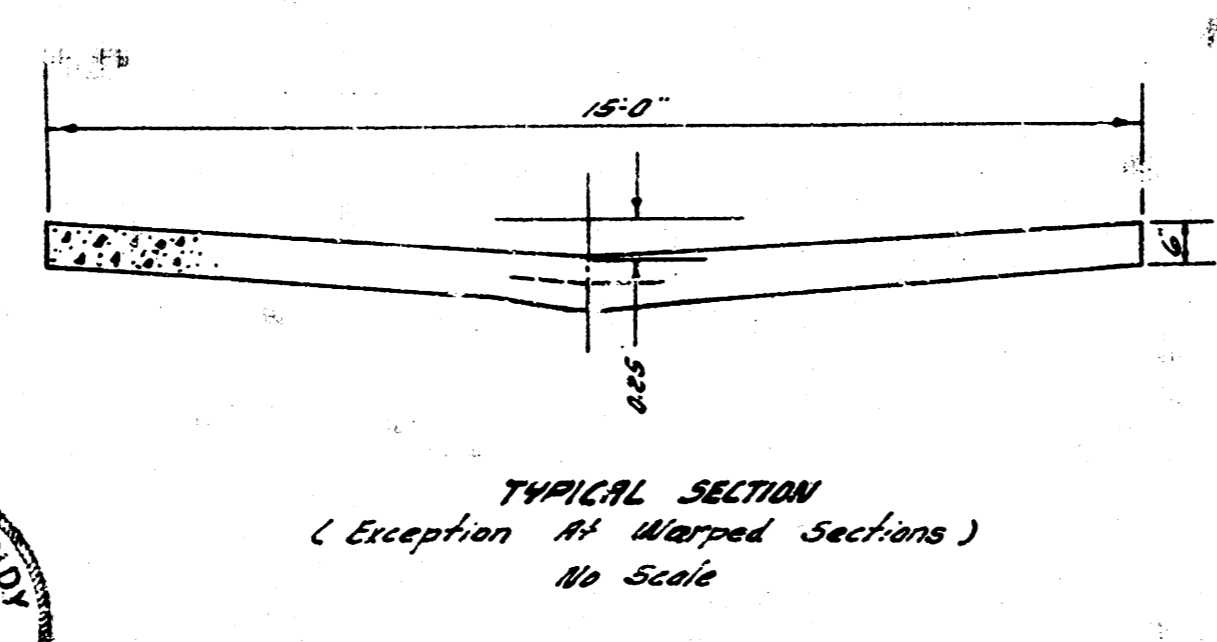 15'-0"
6"
0.25
TYPICAL SECTION
( Exception At Warped Sections )
No Scale